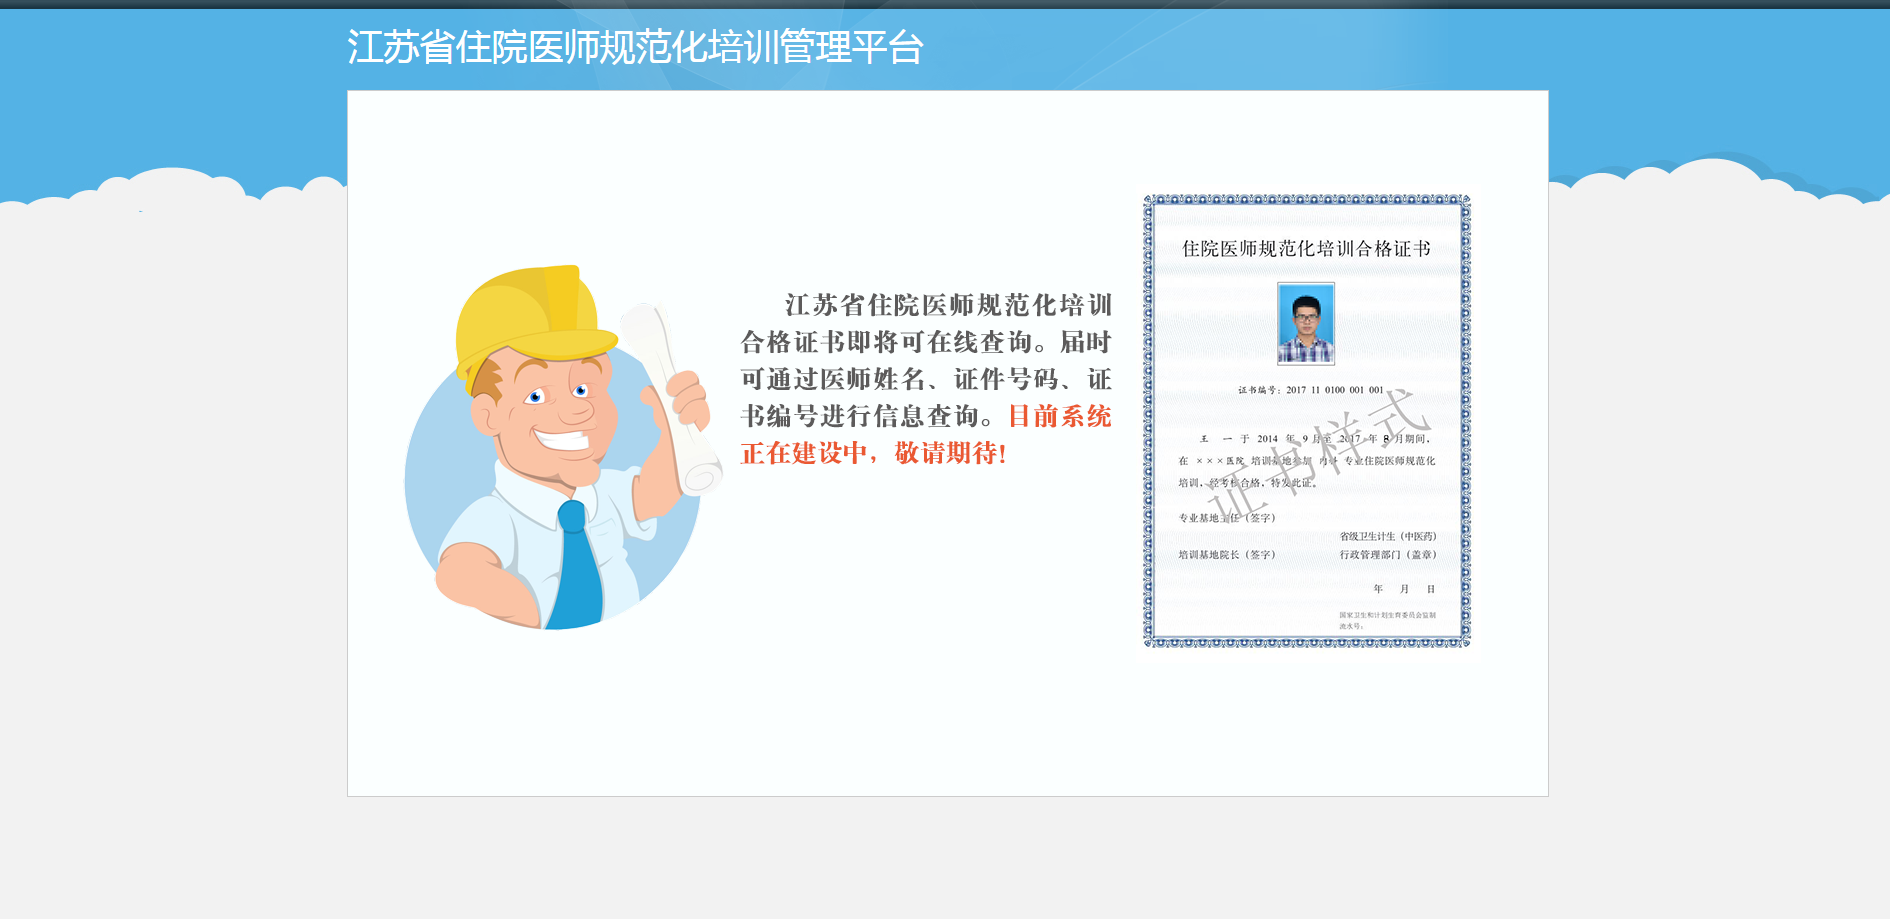 江苏省住院医师规范化培训管理平台
江苏省住院医师规范化培训
合格证书即将可在线查询。届时
可通过医师姓名、证件号码、证
书编号进行信息查询。目前系统
正在建设中，敬请期待!
住院医师规范化培训合格证书
证书编号：2017 11 0100 001 001
王 一 于 2014 年 9 月至 2017 年 8 月期间，
在 ×××医院 培训基地参加 内科 专业住院医师规范化
培训，经考核合格，特发此证。
证书样式
专业基地主任（签字）
省级卫生计生（中医药）
培训基地院长（签字） 行政管理部门（盖章）
年 月 日
国家卫生和计划生育委员会监制
流水号：